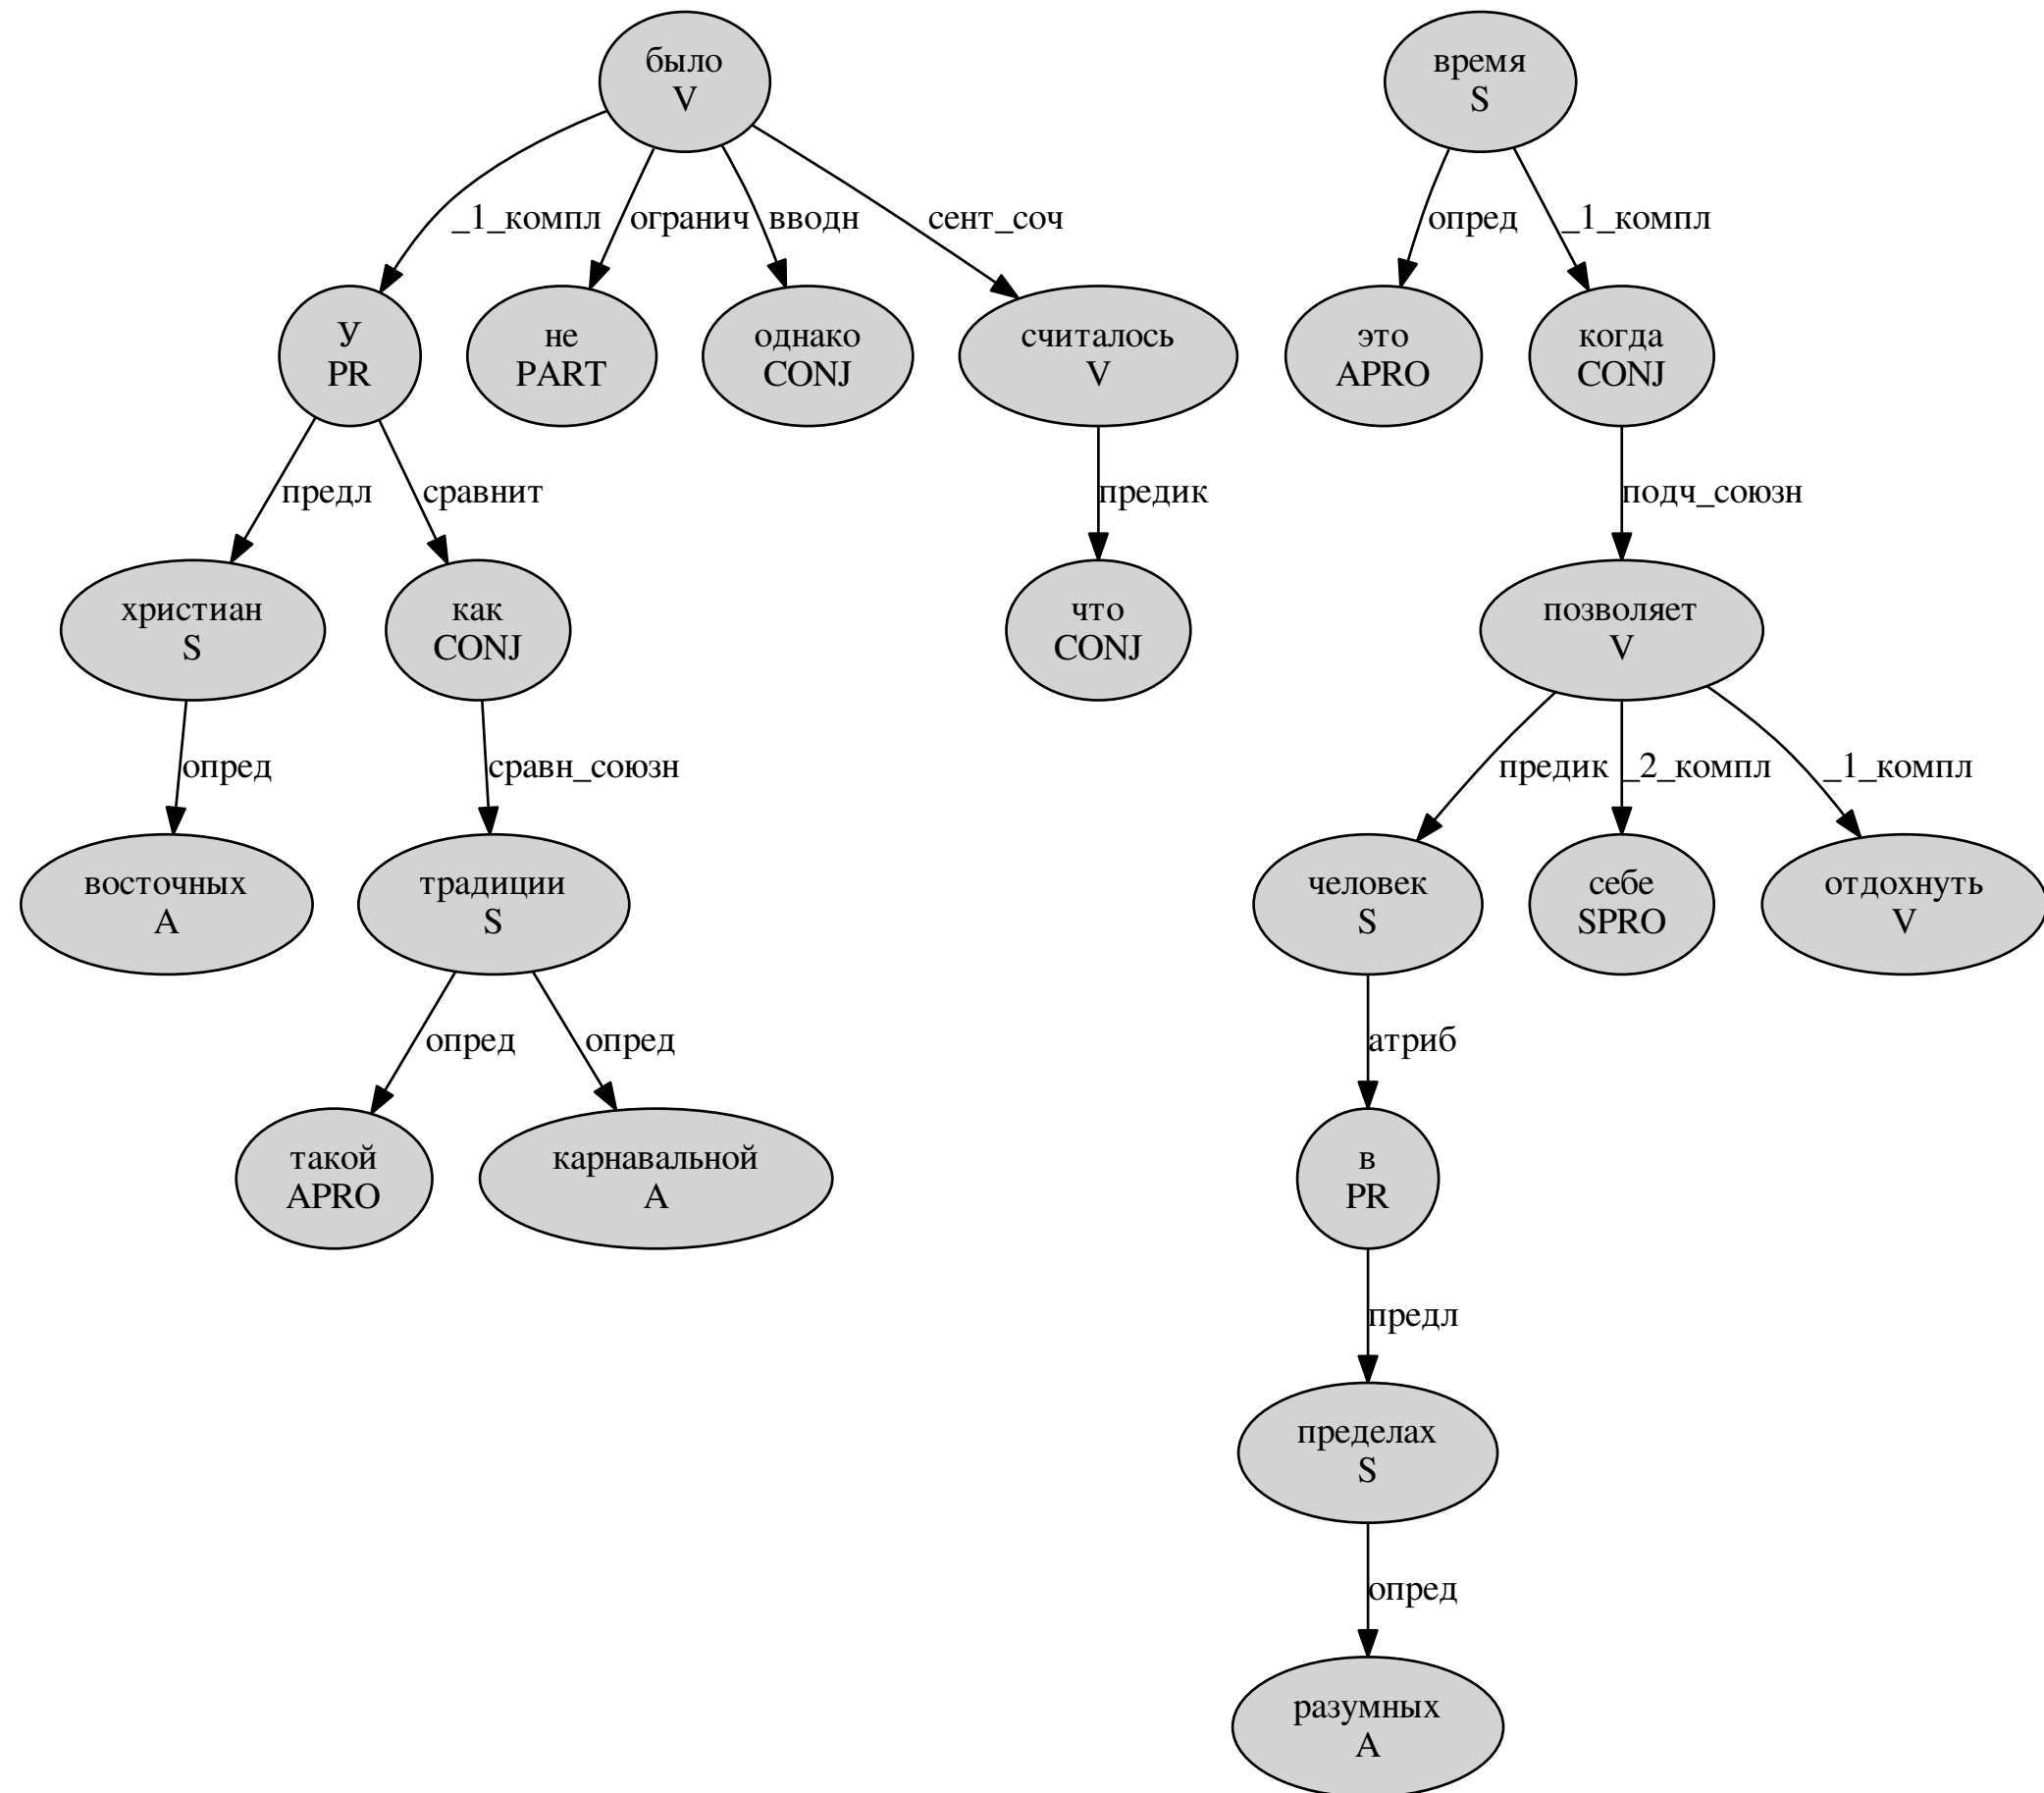 было
V
время
S
_1_компл
огранич
вводн
сент_соч
опред
_1_компл
У
PR
не
PART
однако
CONJ
считалось
V
это
APRO
когда
CONJ
предл
сравнит
предик
подч_союзн
христиан
S
как
CONJ
что
CONJ
позволяет
V
опред
сравн_союзн
предик
_2_компл
_1_компл
восточных
A
традиции
S
человек
S
себе
SPRO
отдохнуть
V
опред
опред
атриб
такой
APRO
карнавальной
A
в
PR
предл
пределах
S
опред
разумных
A